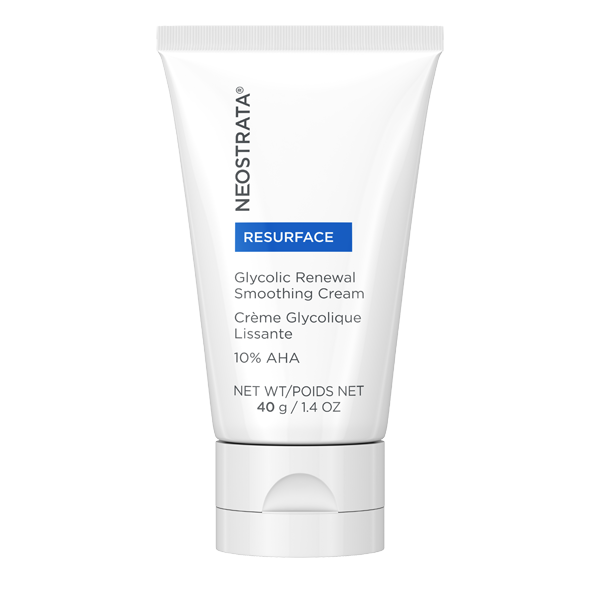 NEOSTRATA®
RESURFACE
Glycolic Renewal
Smoothing Cream
Crème Glycolique
Lissante
10% AHA
NET WT/POIDS NET
40 g / 1.4 OZ